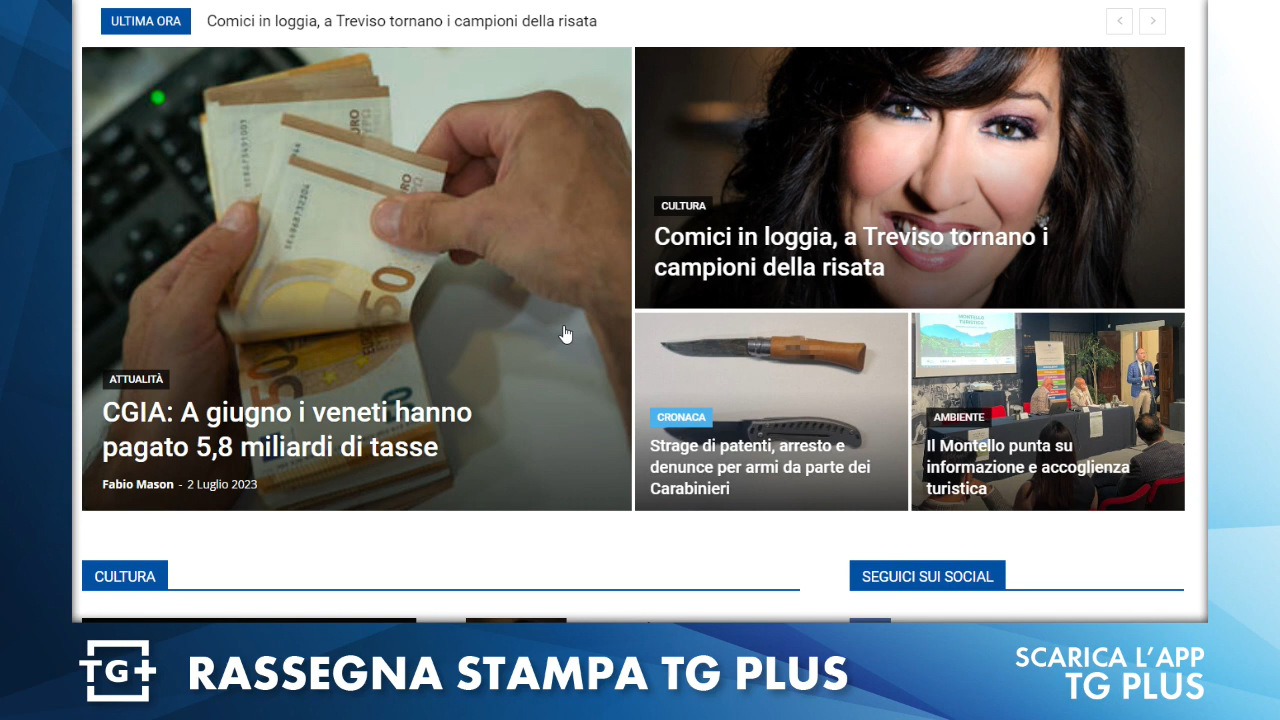 ULTIMA ORA Comici in loggia, a Treviso tornano i campioni della risata
ATTUALITÀ
CGIA: A giugno i veneti hanno
pagato 5,8 miliardi di tasse
Fabio Mason - 2 Luglio 2023
CULTURA
Comici in loggia, a Treviso tornano i
campioni della risata
CRONACA
Strage di patenti, arresto e
denunce per armi da parte dei
Carabinieri
MONTELLO
TURISTICA
AMBIENTE
Il Montello punta su
informazione e accoglienza
turistica
CULTURA
SEGUICI SUI SOCIAL
TG+
RASSEGNA STAMPA TG PLUS
SCARICA L'APP
TG PLUS